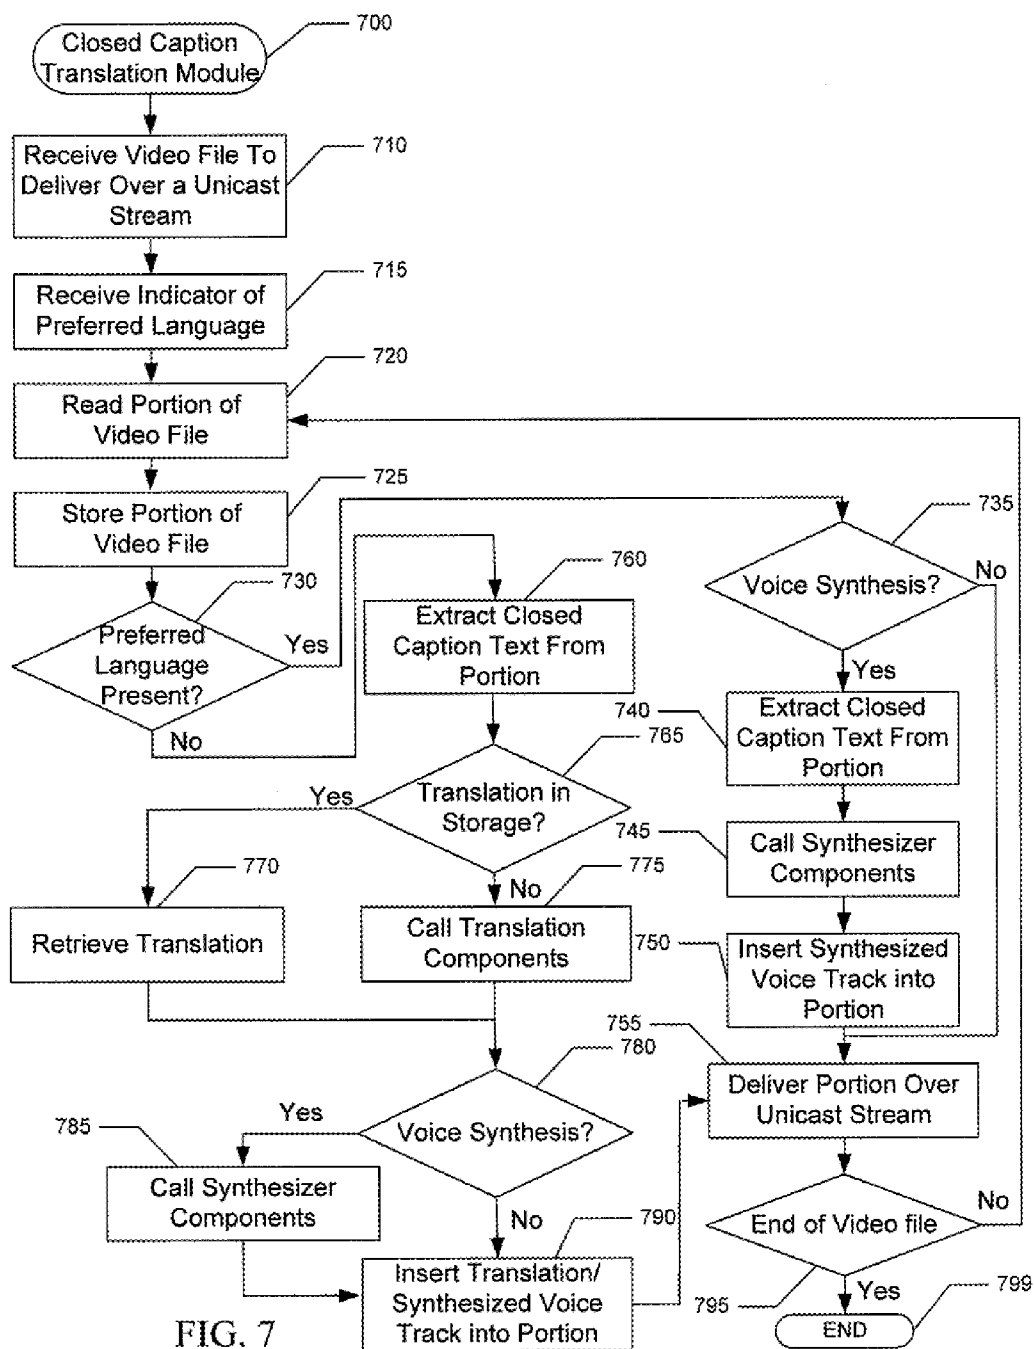 700
Closed Caption
Translation Module
710
Receive Video File To
Deliver Over a Unicast
Stream
715
Receive Indicator of
Preferred Language
720
Read Portion of
Video File
725
Store Portion of
Video File
730
Preferred
Language
Present?
Yes
No
735
Voice Synthesis?
No
Yes
760
Extract Closed
Caption Text From
Portion
740
Extract Closed
Caption Text From
Portion
765
Translation in
Storage?
Yes
No
745
Call Synthesizer
Components
770
Retrieve Translation
775
Call Translation
Components
750
Insert Synthesized
Voice Track into
Portion
755
Deliver Portion Over
Unicast Stream
780
Voice Synthesis?
Yes
No
785
Call Synthesizer
Components
790
Insert Translation/
Synthesized Voice
Track into Portion
End of Video file
No
Yes
795
799
END
FIG. 7